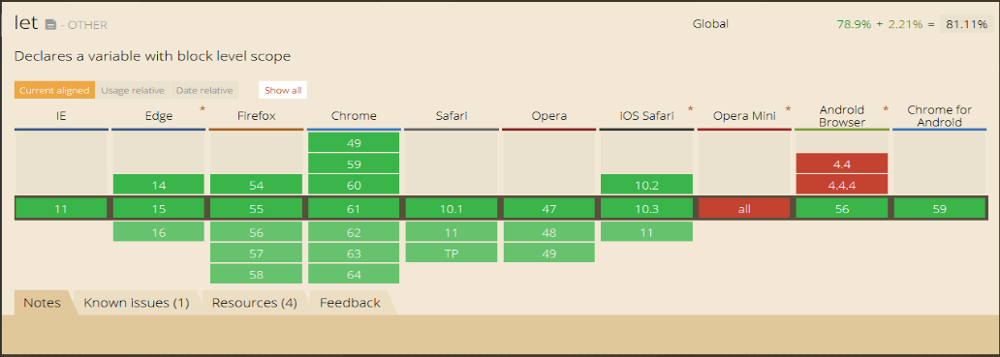 let - OTHER Global 78.9% + 2.21% = 81.11%
Declares a variable with block level scope
Current aligned Usage relative Date relative Show all
IE Edge * Firefox Chrome Safari Opera iOS Safari * Opera Mini * Android Browser * Chrome for Android
49
59 4.4
14 54 60 10.2 4.4.4
11 15 55 61 10.1 47 10.3 all 56 59
16 56 62 11 48 11
57 63 TP 49
58 64
Notes Known issues (1) Resources (4) Feedback